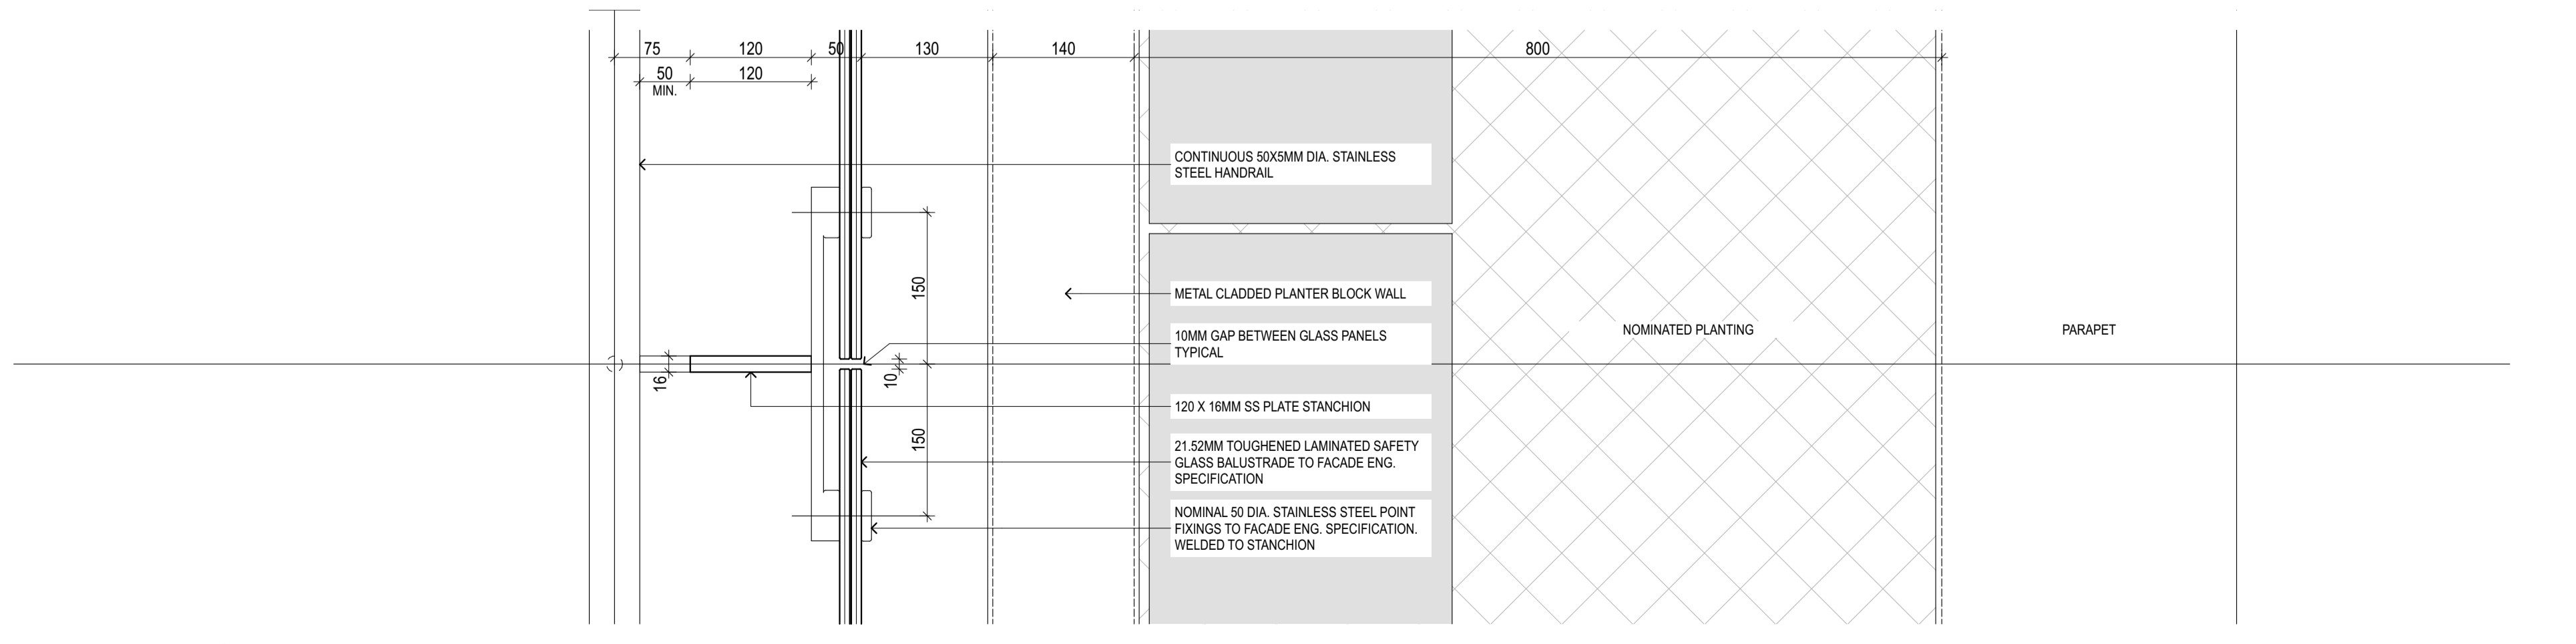 75 120 50 130 140 800
50 120
MIN.
CONTINUOUS 50X5MM DIA. STAINLESS
STEEL HANDRAIL
150
METAL CLADDED PLANTER BLOCK WALL
10MM GAP BETWEEN GLASS PANELS
TYPICAL
NOMINATED PLANTING
PARAPET
16
10
120 X 16MM SS PLATE STANCHION
150
21.52MM TOUGHENED LAMINATED SAFETY
GLASS BALUSTRADE TO FACADE ENG.
SPECIFICATION
NOMINAL 50 DIA. STAINLESS STEEL POINT
FIXINGS TO FACADE ENG. SPECIFICATION.
WELDED TO STANCHION